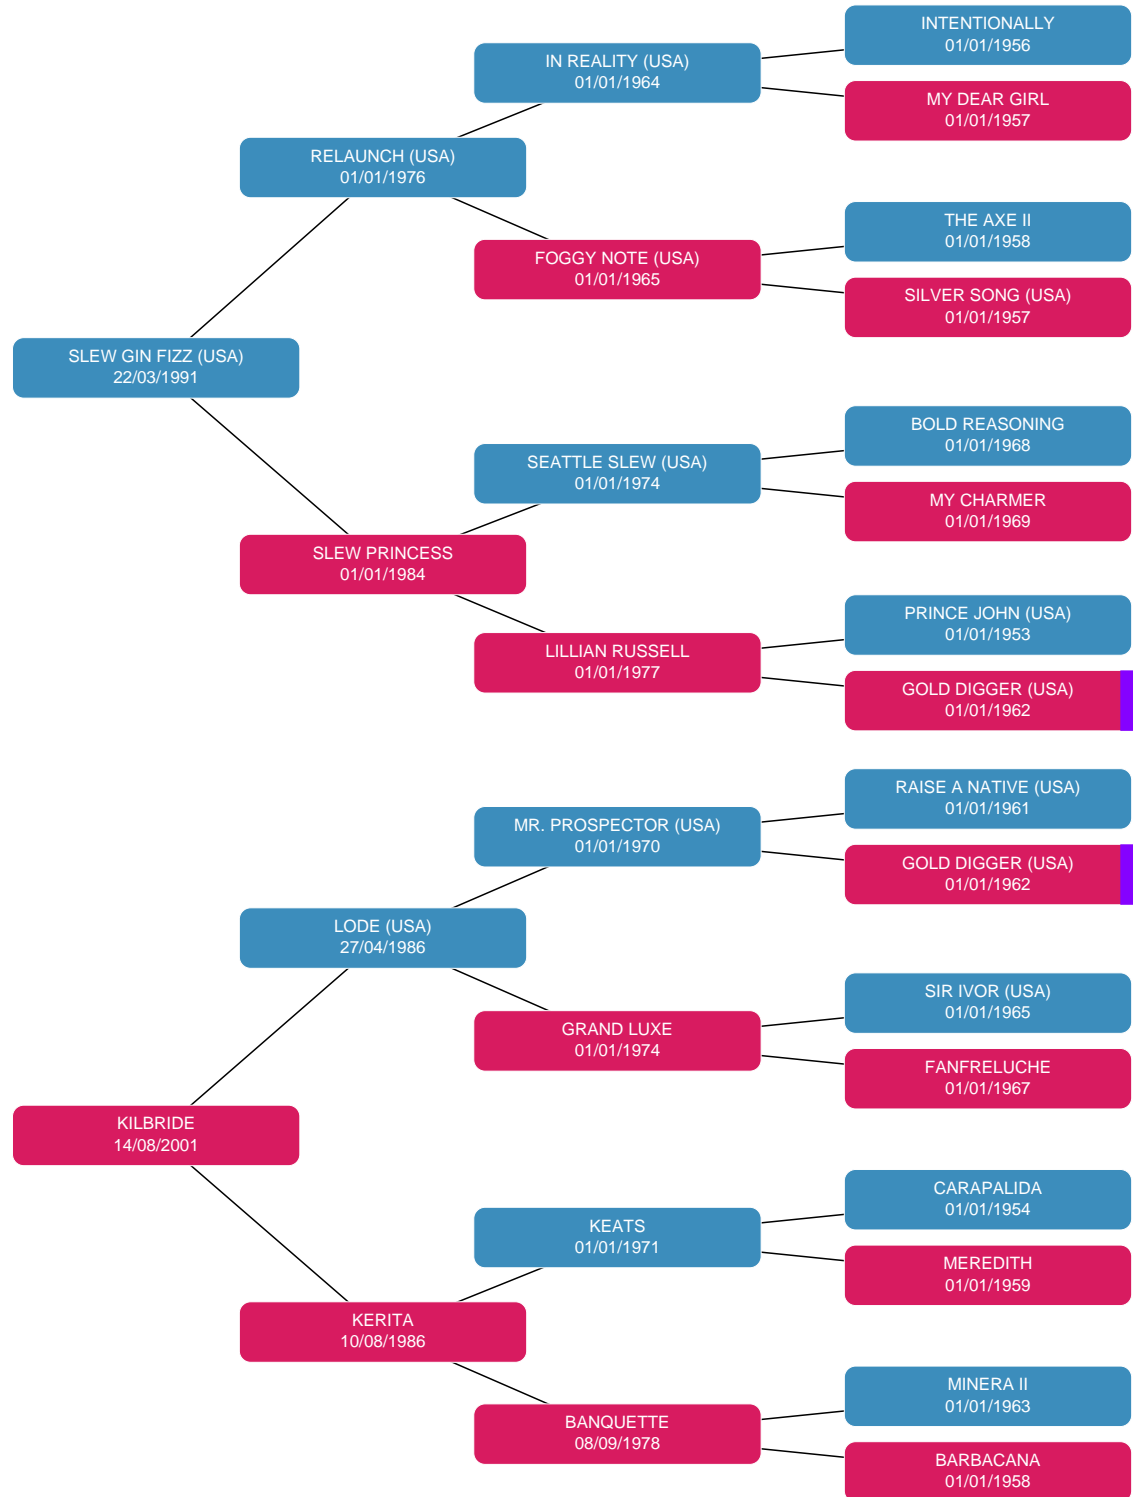 INTENTIONALLY
01/01/1956
IN REALITY (USA)
01/01/1964
MY DEAR GIRL
01/01/1957
RELAUNCH (USA)
01/01/1976
THE AXE II
01/01/1958
FOGGY NOTE (USA)
01/01/1965
SILVER SONG (USA)
01/01/1957
SLEW GIN FIZZ (USA)
22/03/1991
BOLD REASONING
01/01/1968
SEATTLE SLEW (USA)
01/01/1974
MY CHARMER
01/01/1969
SLEW PRINCESS
01/01/1984
PRINCE JOHN (USA)
01/01/1953
LILLIAN RUSSELL
01/01/1977
GOLD DIGGER (USA)
01/01/1962
RAISE A NATIVE (USA)
01/01/1961
MR. PROSPECTOR (USA)
01/01/1970
GOLD DIGGER (USA)
01/01/1962
LODE (USA)
27/04/1986
SIR IVOR (USA)
01/01/1965
GRAND LUXE
01/01/1974
FANFRELUCHE
01/01/1967
KILBRIDE
14/08/2001
CARAPALIDA
01/01/1954
KEATS
01/01/1971
MEREDITH
01/01/1959
KERITA
10/08/1986
MINERA II
01/01/1963
BANQUETTE
08/09/1978
BARBACANA
01/01/1958